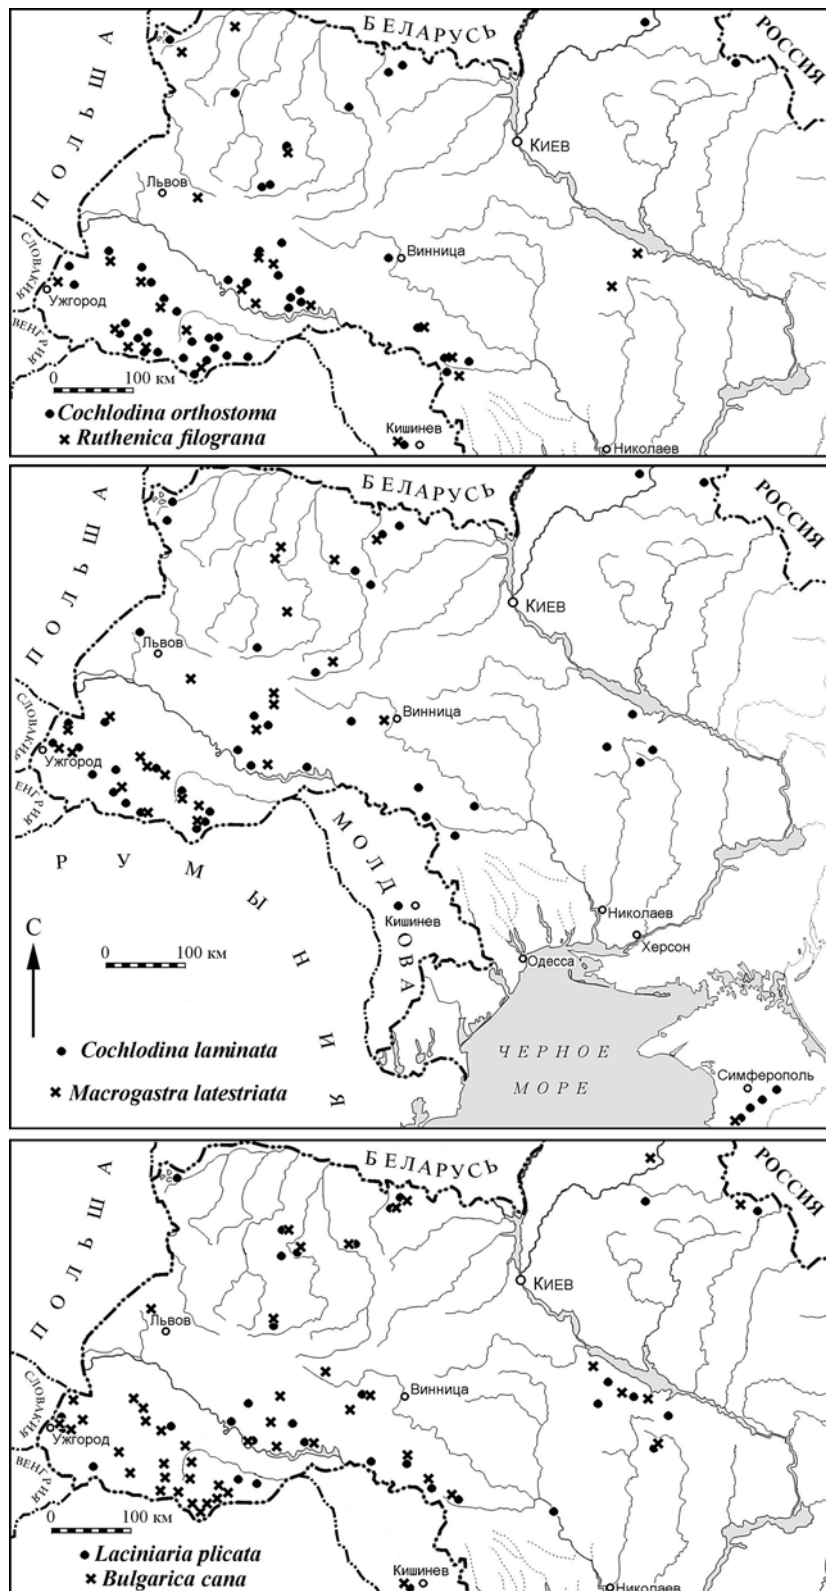 БЕЛАРУСЬ
РОССИЯ
ПОЛЬША
КИЕВ
ЛЬВОВ
СЛОВАКИЯ
Винница
Ужгород
ВЕНГРИЯ
0 100 км
Cochlodina orthostoma
Ruthenica filograna
Кишинев
Николаев
БЕЛАРУСЬ
РОССИЯ
ПОЛЬША
КИЕВ
Львов
СЛОВАКИЯ
Винница
Ужгород
ЕНГРИЯ
РУМЫНИЯ
МОЛДОВА
Кишинев
Николаев
Херсон
С
0 100 км
Одесса
Cochlodina laminata
Macrogastra latestriata
ЧЕРНОЕ
МОРЕ
Симферополь
БЕЛАРУСЬ
РОССИЯ
ПОЛЬША
КИЕВ
Львов
СЛОВАКИЯ
Винница
Ужгород
ВЕНГРИЯ
0 100 км
Laciniaria plicata
Bulgarica cana
Кишинев
Николаев